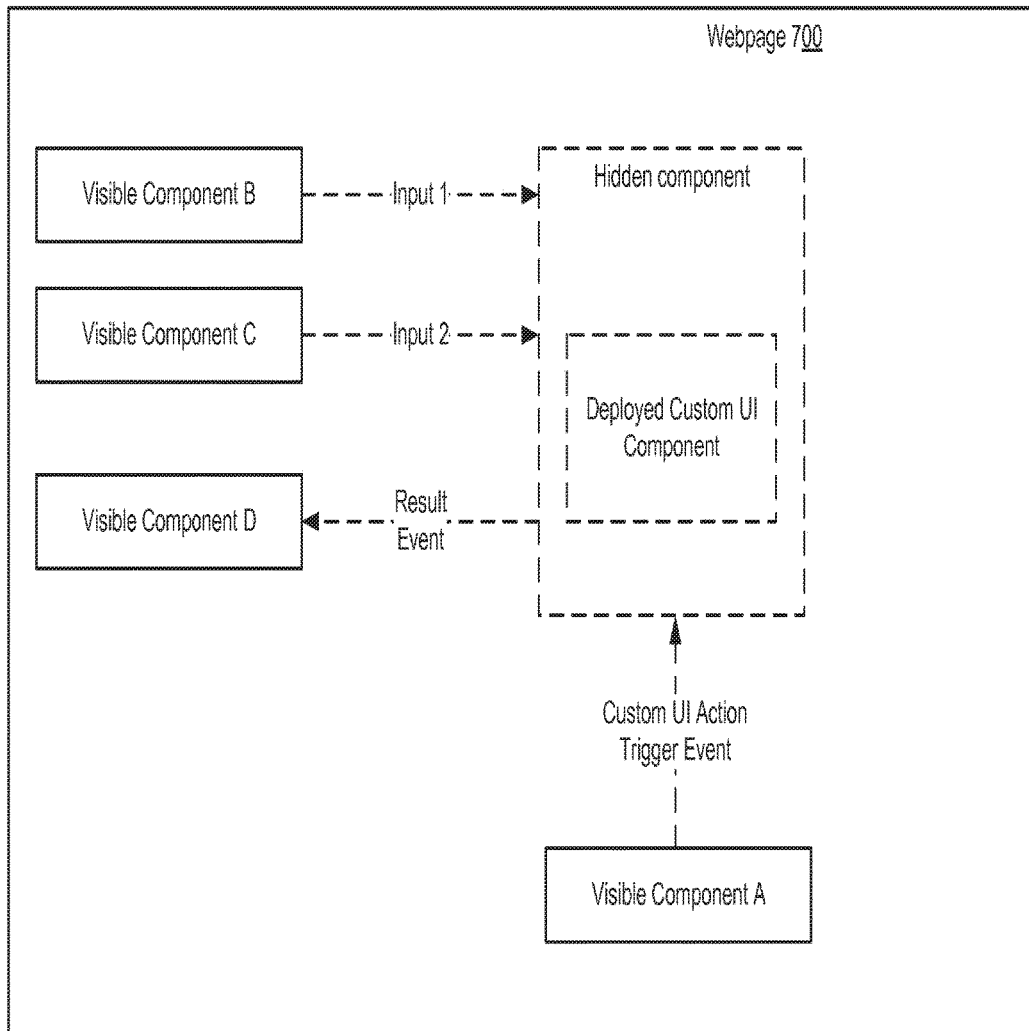 Webpage 700
Visible Component B
Input 1
Hidden component
Visible Component C
Input 2
Deployed Custom UI
Component
Visible Component D
Result
Event
Custom UI Action
Trigger Event
Visible Component A